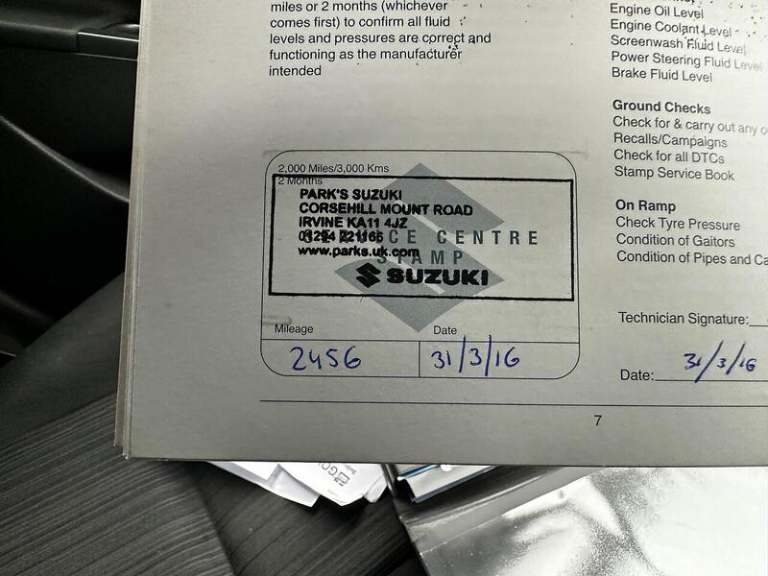 miles or 2 months (whichever
comes first) to confirm all fluid
levels and pressures are correct and
functioning as the manufacturer
intended
2,000 Miles/3,000 Kms
2 Months
PARK'S SUZUKI
CORSEHILL MOUNT ROAD
IRVINE KA11 4JZ
01294 221166
www.parks.uk.com
SERVICE CENTRE
STAMP
SUZUKI
Mileage Date
2456 31/3/16
Engine Oil Level
Engine Coolant Level
Screenwash Fluid Level
Power Steering Fluid Level
Brake Fluid Level
Ground Checks
Check for & carry out any
Recalls/Campaigns
Check for all DTCs
Stamp Service Book
On Ramp
Check Tyre Pressure
Condition of Gaitors
Condition of Pipes and
Technician Signature:
Date: 31/3/16
7